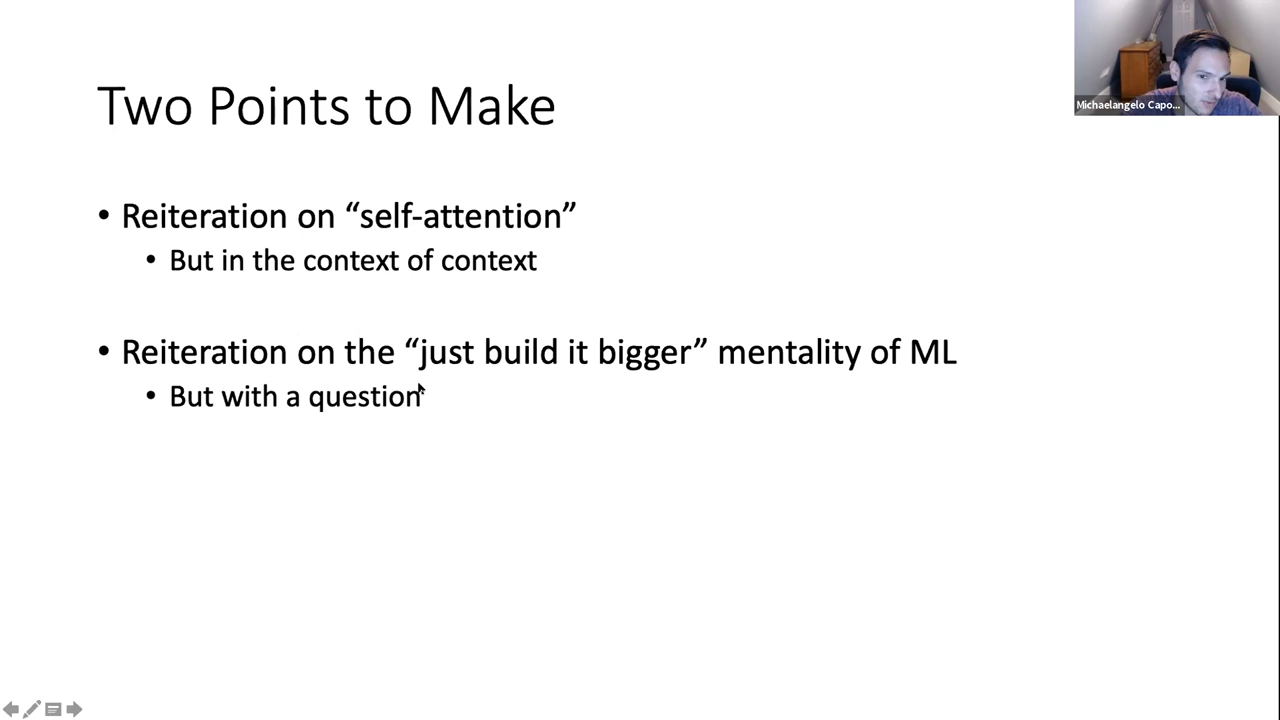 Two Points to Make
Michaelangelo Capo...
• Reiteration on “self-attention”
• But in the context of context
• Reiteration on the “just build it bigger” mentality of ML
• But with a question